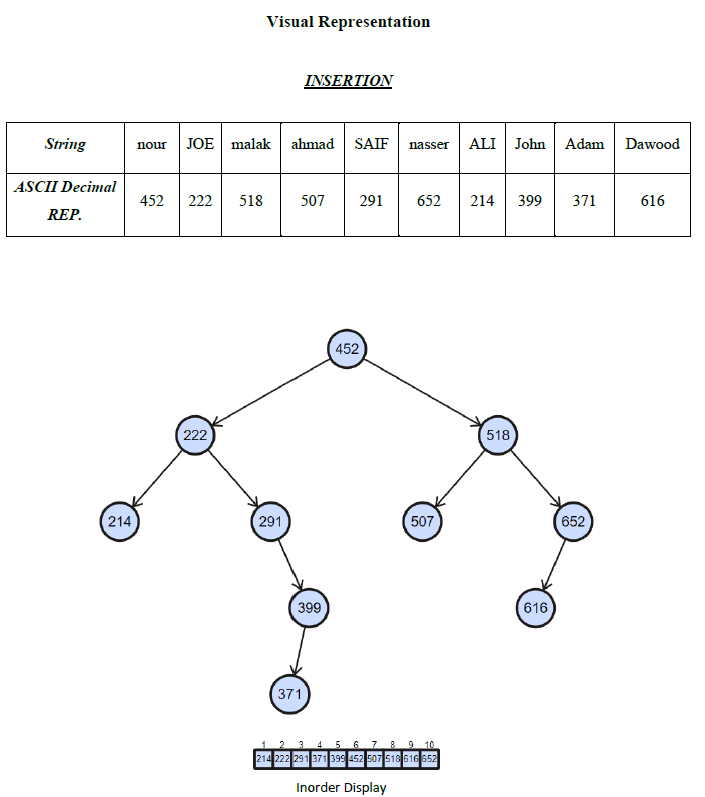 Visual Representation
INSERTION
String nour JOE malak ahmad SAIF nasser ALI John Adam Dawood
ASCII Decimal REP. 452 222 518 507 291 652 214 399 371 616
452
222 518
214 291 507 652
399 616
371
1 2 3 4 5 6 7 8 9 10
214 222 291 371 399 452 507 518 616 652
Inorder Display